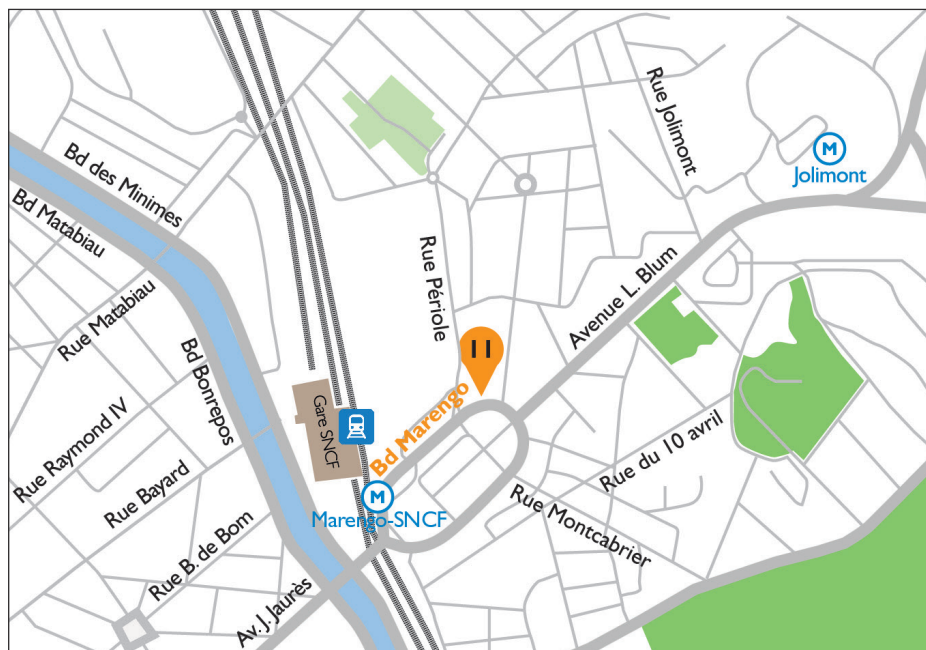 Bd des Minimes
Bd Matabiau
Rue Matabiau
Bd Bonrepos
Rue Raymond IV
Rue Bayard
Rue B. de Born
Av. J. Jaurès
Gare SNCF
M
Marengo-SNCF
Bd Marengo
11
Rue Périole
Rue Jolimont
M
Jolimont
Avenue L. Blum
Rue du 10 avril
Rue Montcabrier